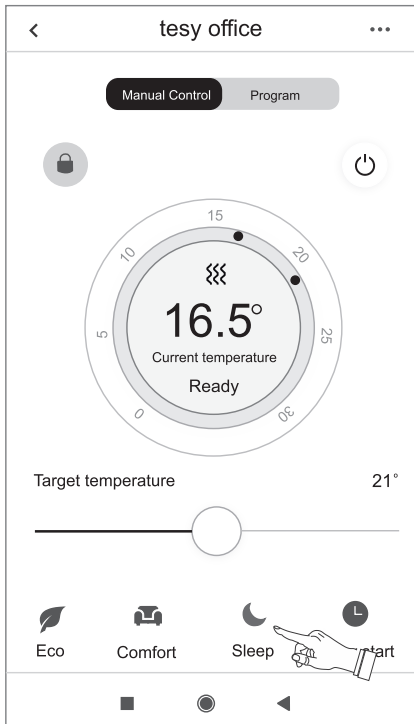 tesy office
Manual Control Program
15
10 20
5 25
0 30
16.5°
Current temperature
Ready
Target temperature 21°
Eco Comfort Sleep